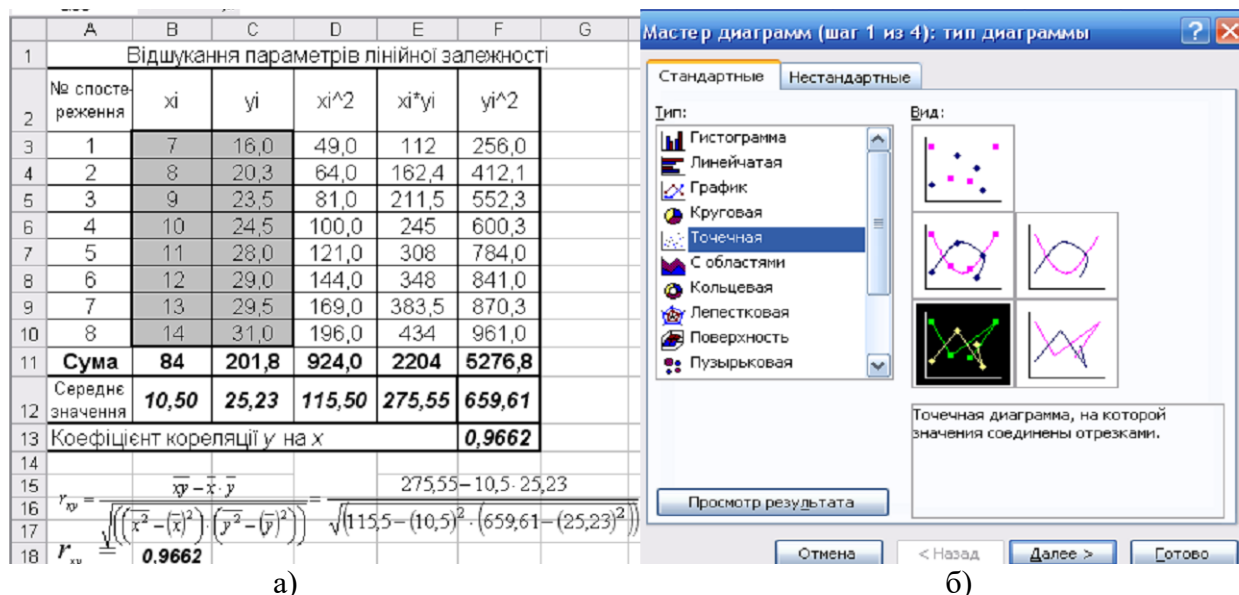 A B C D E F G
1 Відшукання параметрів лінійної залежності
2 № спосте-реження xi yi xi^2 xi*yi yi^2
3 1 7 16,0 49,0 112 256,0
4 2 8 20,3 64,0 162,4 412,1
5 3 9 23,5 81,0 211,5 552,3
6 4 10 24,5 100,0 245 600,3
7 5 11 28,0 121,0 308 784,0
8 6 12 29,0 144,0 348 841,0
9 7 13 29,5 169,0 383,5 870,3
10 8 14 31,0 196,0 434 961,0
11 Сума 84 201,8 924,0 2204 5276,8
12 Середнє значення 10,50 25,23 115,50 275,55 659,61
13 Коефіцієнт кореляції y на x 0,9662
14
15 x̅y̅ − x̅ · y̅ 275,55 − 10,5 · 25,23
16 r_xy = =
17 √((x̅²̅ − (x̅)²) · (y̅²̅ − (y̅)²)) √((115,5 − (10,5)² · (659,61 − (25,23)²))
18 r_xy = 0,9662
а)
Мастер диаграмм (шаг 1 из 4): тип диаграммы
Стандартные Нестандартные
Тип: Вид:
Гистограмма
Линейчатая
График
Круговая
Точечная
С областями
Кольцевая
Лепестковая
Поверхность
Пузырьковая
Точечная диаграмма, на которой
значения соединены отрезками.
Просмотр результата
Отмена < Назад Далее > Готово
б)